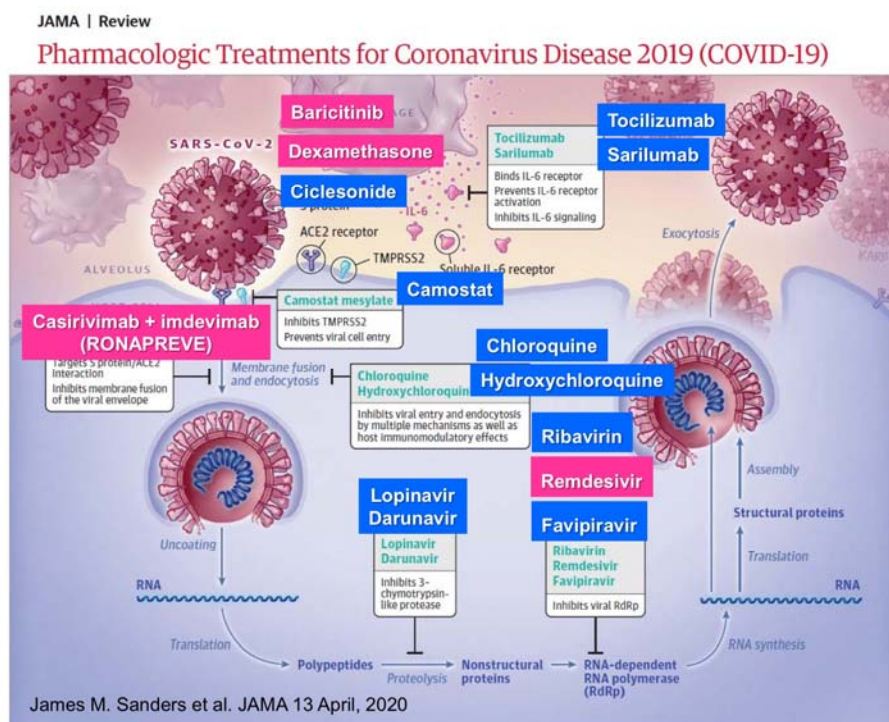 JAMA | Review
Pharmacologic Treatments for Coronavirus Disease 2019 (COVID-19)
Baricitinib
SARS-CoV-2
Dexamethasone
Ciclesonide
protein
IL-6
ACE2 receptor
TMPRSS2
Soluble IL-6 receptor
ALVEOLUS
Tocilizumab
Sarilumab
Binds IL-6 receptor
Prevents IL-6 receptor
activation
Inhibits IL-6 signaling
Tocilizumab
Sarilumab
Exocytosis
Camostat mesylate
Inhibits TMPRSS2
Prevents viral cell entry
Camostat
Casirivimab + imdevimab
(RONAPREVE)
Targets S protein/ACE2
Interaction
Inhibits membrane fusion
of the viral envelope
Membrane fusion
and endocytosis
Chloroquine
Hydroxychloroquin
Inhibits viral entry and endocytosis
by multiple mechanisms as well as
host immunomodulatory effects
Chloroquine
Hydroxychloroquine
Ribavirin
Remdesivir
Favipiravir
Ribavirin
Remdesivir
Favipiravir
Inhibits viral RdRp
Lopinavir
Darunavir
Lopinavir
Darunavir
Inhibits 3-
chymotrypsin-
like protease
Assembly
Structural proteins
Translation
RNA
RNA synthesis
Uncoating
RNA
Translation
Polypeptides
Proteolysis
Nonstructural
proteins
RNA-dependent
RNA polymerase
(RdRp)
James M. Sanders et al. JAMA 13 April, 2020